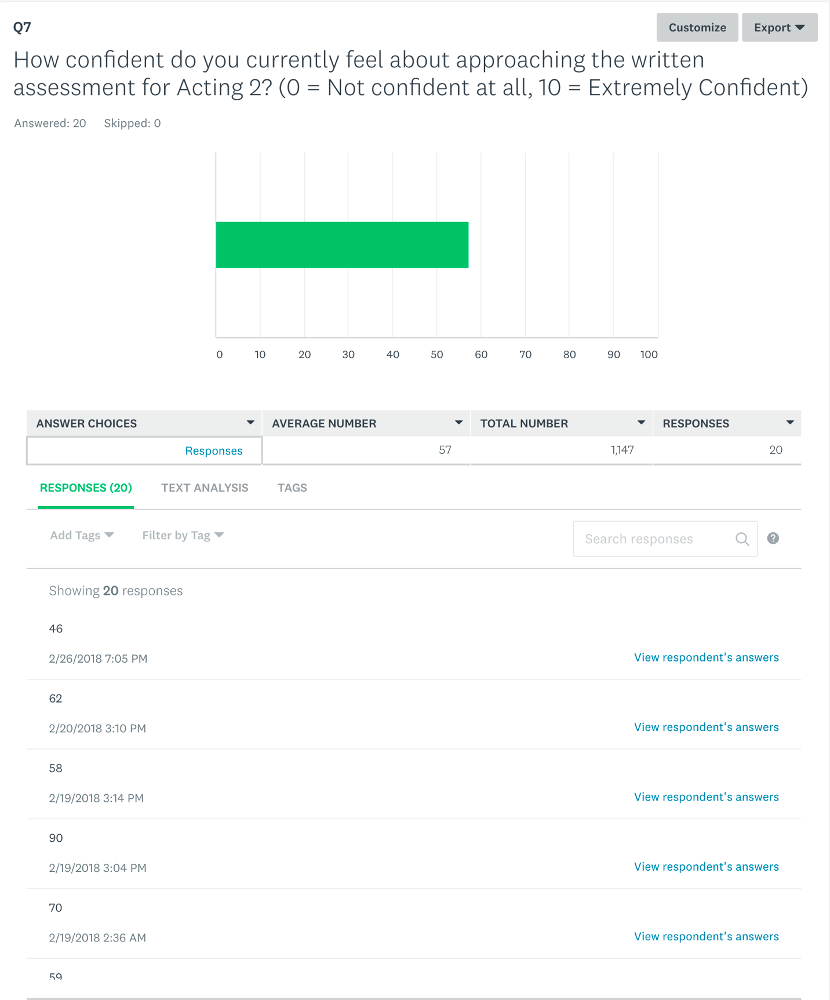 Q7
Customize
Export
How confident do you currently feel about approaching the written
assessment for Acting 2? (0 = Not confident at all, 10 = Extremely Confident)
Answered: 20 Skipped: 0
0 10 20 30 40 50 60 70 80 90 100
ANSWER CHOICES AVERAGE NUMBER TOTAL NUMBER RESPONSES
Responses 57 1,147 20
RESPONSES (20) TEXT ANALYSIS TAGS
Add Tags Filter by Tag Search responses ?
Showing 20 responses
46
2/26/2018 7:05 PM View respondent's answers
62
2/20/2018 3:10 PM View respondent's answers
58
2/19/2018 3:14 PM View respondent's answers
90
2/19/2018 3:04 PM View respondent's answers
70
2/19/2018 2:36 AM View respondent's answers
59